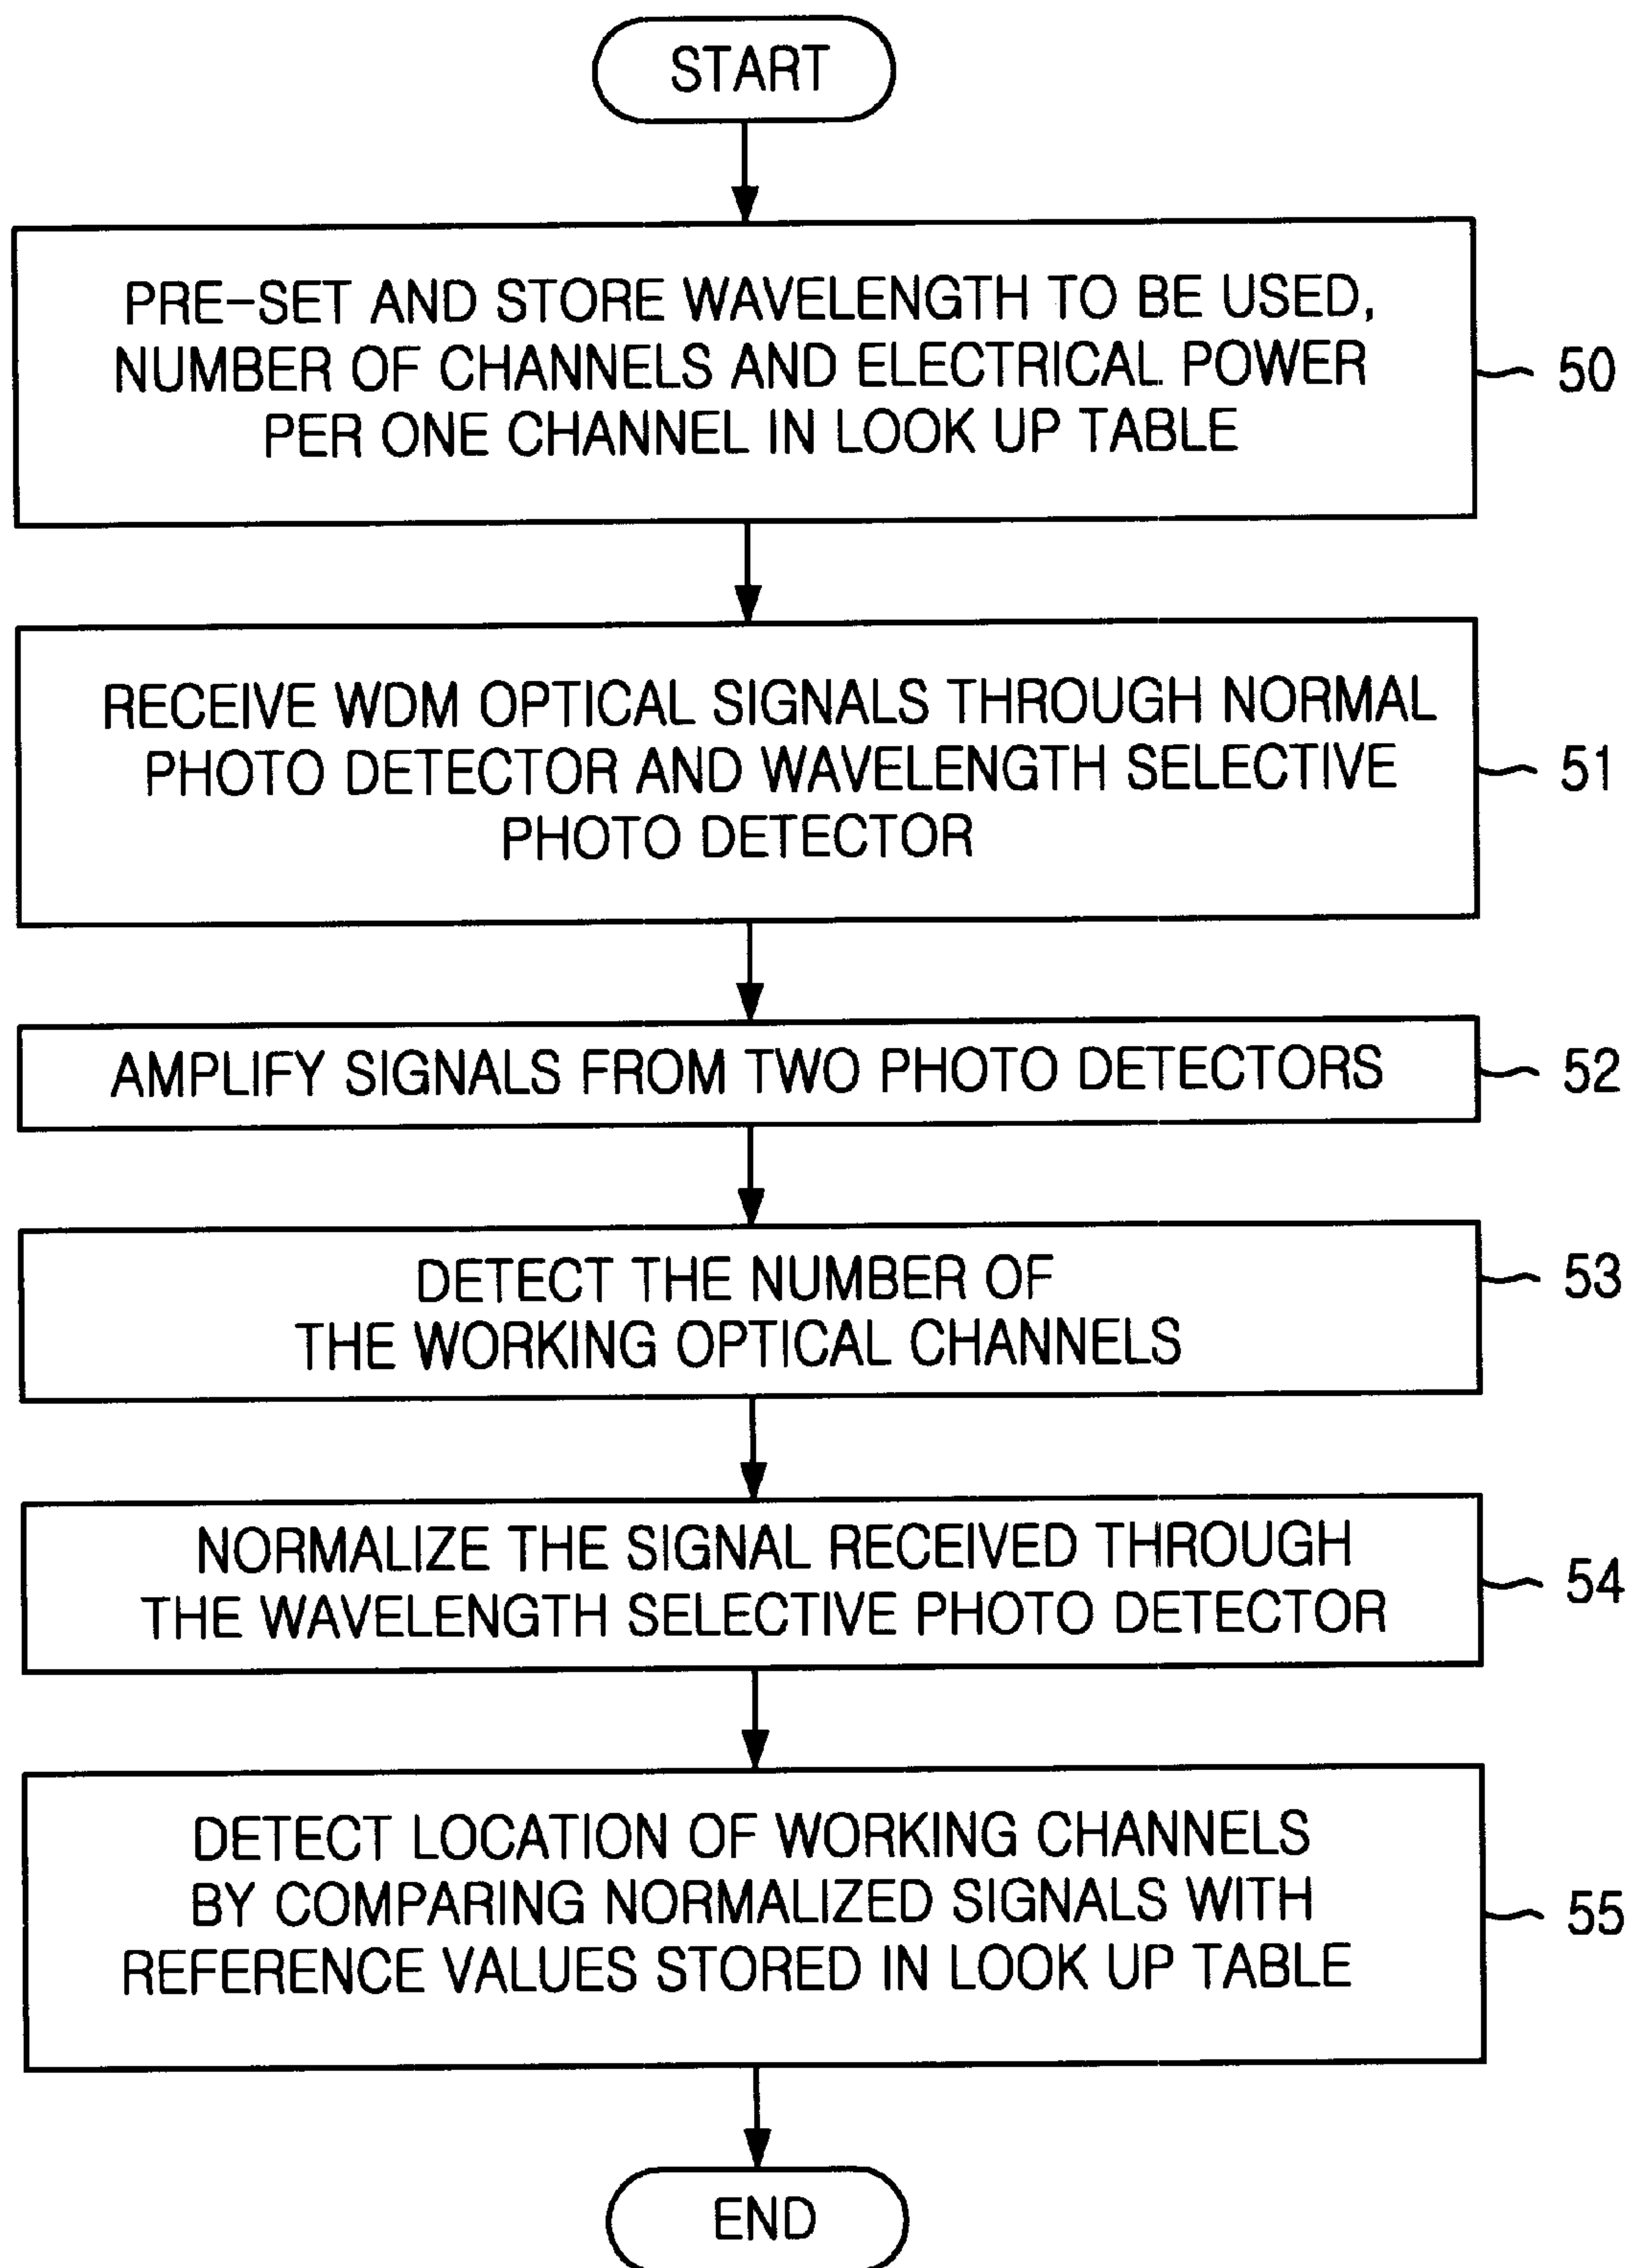 START
PRE-SET AND STORE WAVELENGTH TO BE USED,
NUMBER OF CHANNELS AND ELECTRICAL POWER
PER ONE CHANNEL IN LOOK UP TABLE
50
RECEIVE WDM OPTICAL SIGNALS THROUGH NORMAL
PHOTO DETECTOR AND WAVELENGTH SELECTIVE
PHOTO DETECTOR
51
AMPLIFY SIGNALS FROM TWO PHOTO DETECTORS
52
DETECT THE NUMBER OF
THE WORKING OPTICAL CHANNELS
53
NORMALIZE THE SIGNAL RECEIVED THROUGH
THE WAVELENGTH SELECTIVE PHOTO DETECTOR
54
DETECT LOCATION OF WORKING CHANNELS
BY COMPARING NORMALIZED SIGNALS WITH
REFERENCE VALUES STORED IN LOOK UP TABLE
55
END